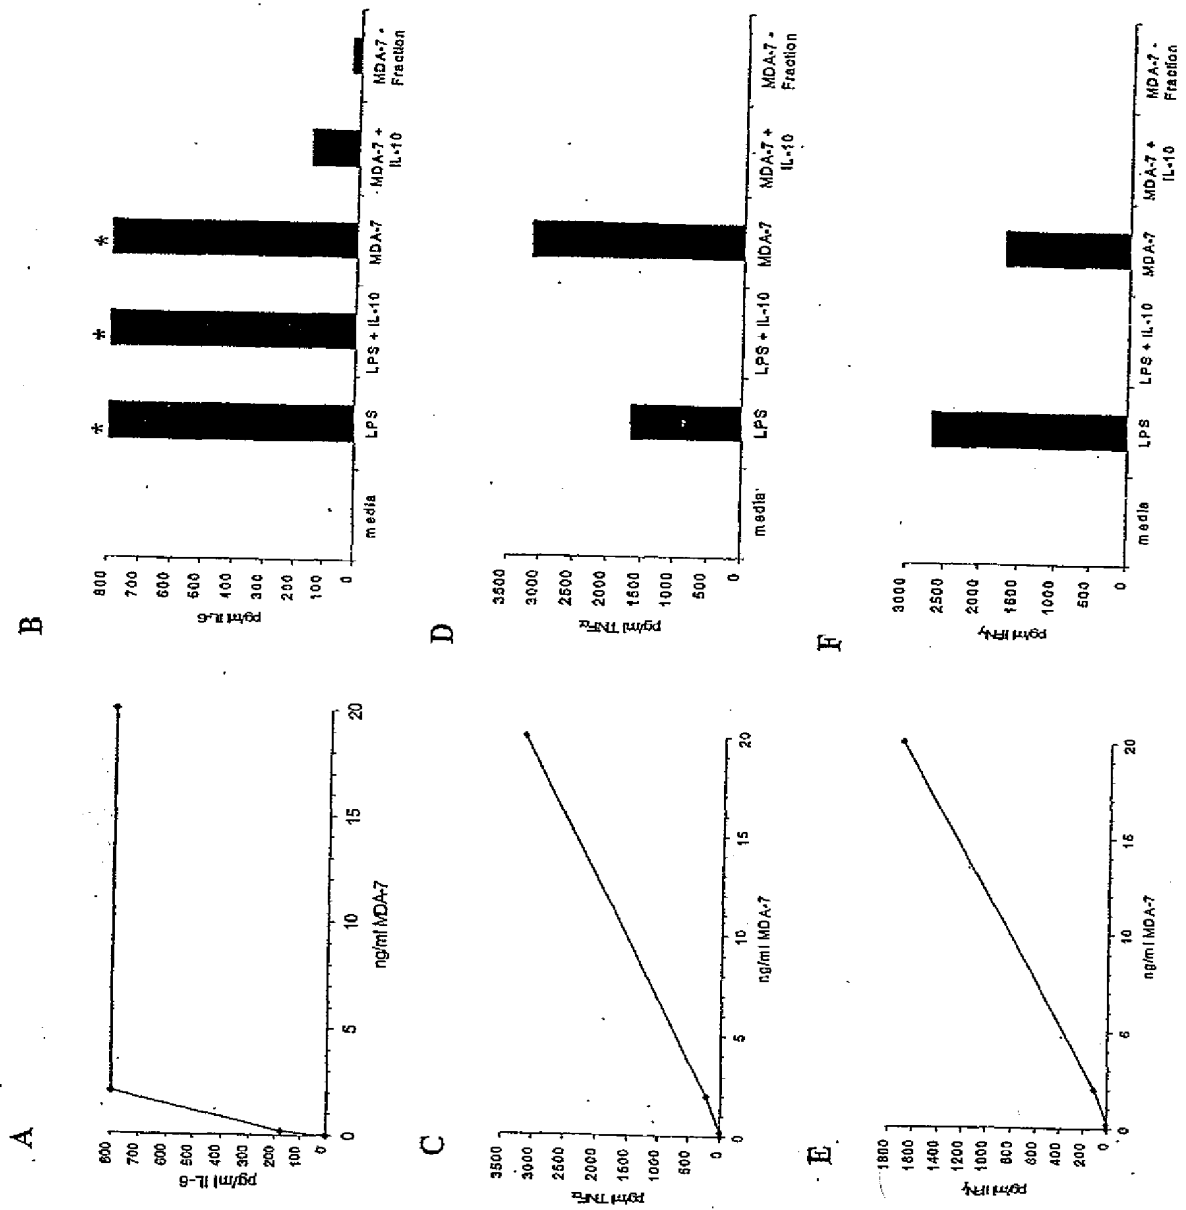 A
800
700
600
500
400
300
200
100
0
pg/ml IL-6
0
5
10
15
20
ng/ml MDA-7
B
800
600
400
200
0
pg/ml IL-6
*
*
*
media
LPS
LPS + IL-10
MDA-7
MDA-7 +
IL-10
MDA-7 -
Fraction
C
3500
3000
2500
2000
1500
1000
500
0
pg/ml TNFα
0
5
10
15
20
ng/ml MDA-7
D
3500
3000
2500
2000
1500
1000
500
0
pg/ml TNFα
media
LPS
LPS + IL-10
MDA-7
MDA-7 +
IL-10
MDA-7 -
Fraction
E
1800
1600
1400
1200
1000
800
600
400
200
0
pg/ml IFNγ
0
5
10
15
20
ng/ml MDA-7
F
3000
2500
2000
1500
1000
500
0
pg/ml IFNγ
media
LPS
LPS + IL-10
MDA-7
MDA-7 +
IL-10
MDA-7 -
Fraction